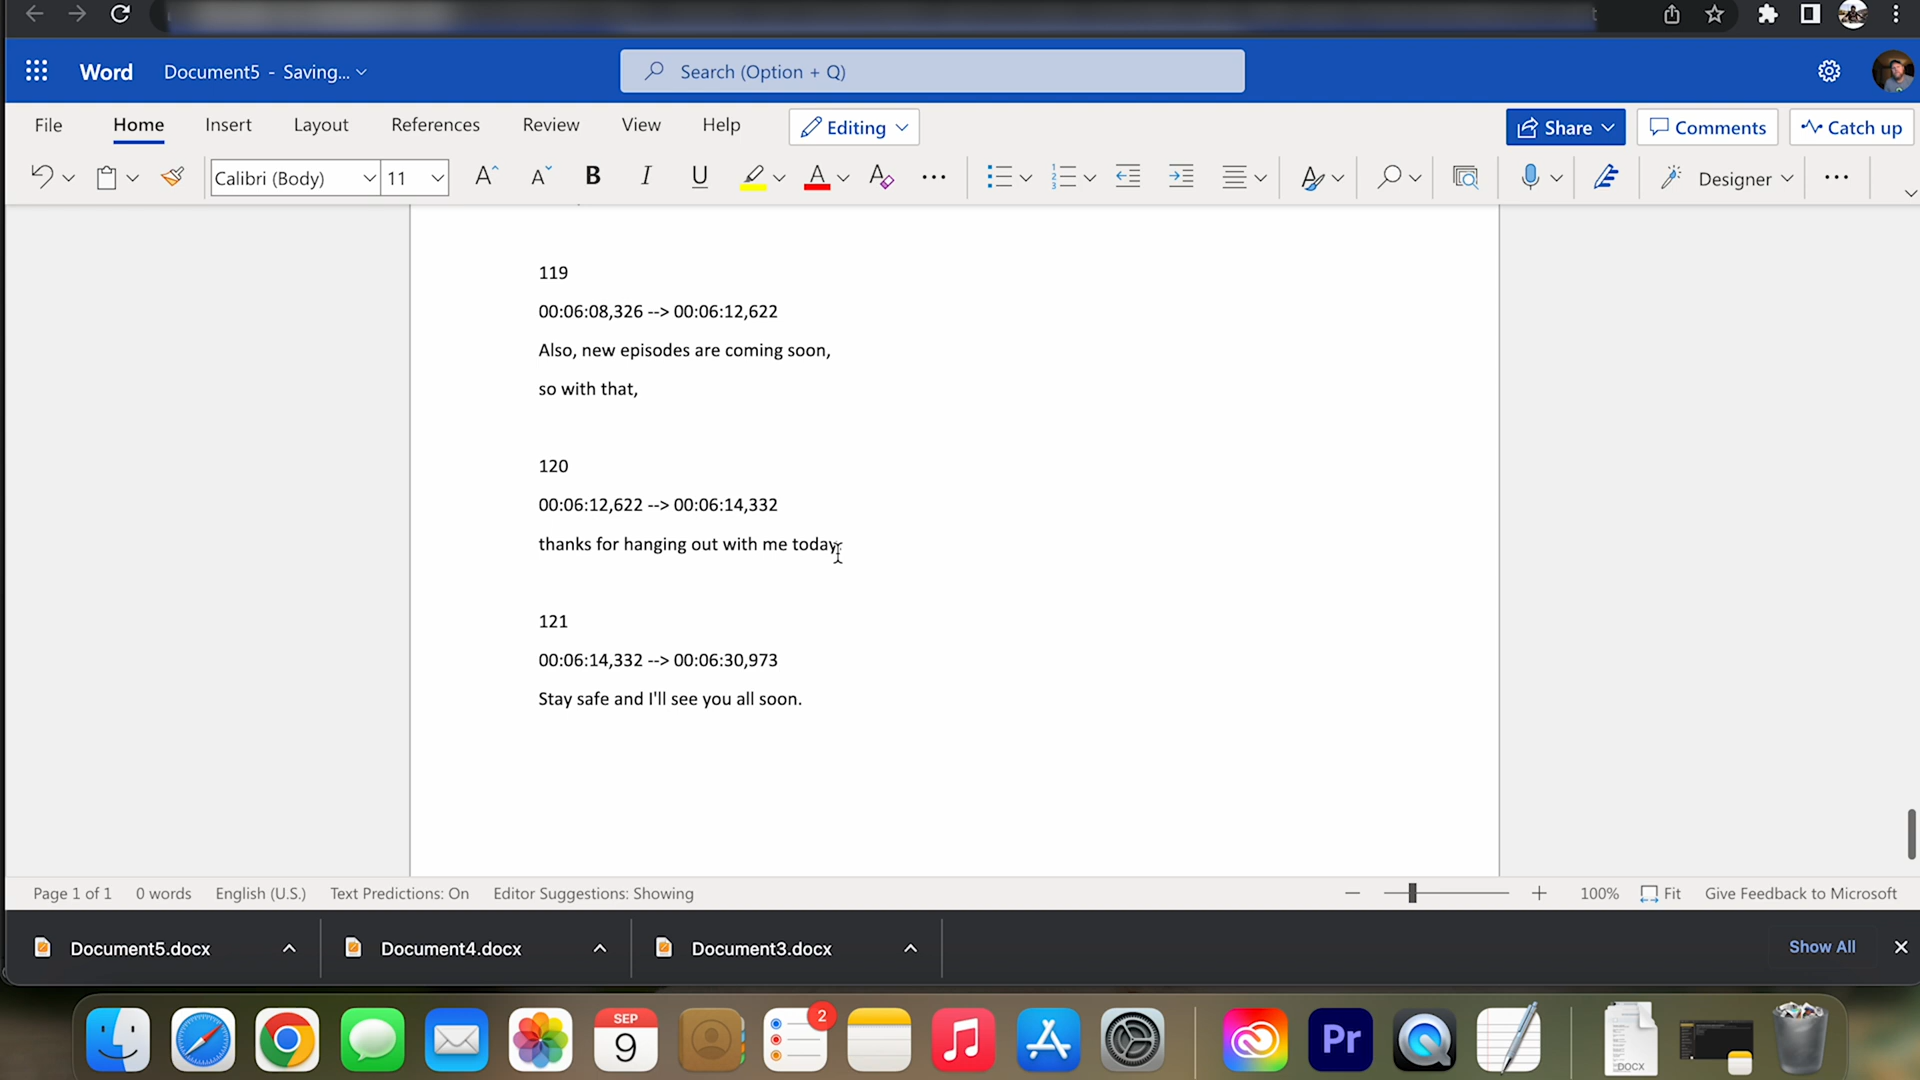 Word Document5 - Saving... Search (Option + Q)
File Home Insert Layout References Review View Help Editing Share Comments Catch up
Calibri (Body) 11 A A B I U A A Designer
119
00:06:08,326 --> 00:06:12,622
Also, new episodes are coming soon,
so with that,
120
00:06:12,622 --> 00:06:14,332
thanks for hanging out with me today.
121
00:06:14,332 --> 00:06:30,973
Stay safe and I'll see you all soon.
Page 1 of 1 0 words English (U.S.) Text Predictions: On Editor Suggestions: Showing 100% Fit Give Feedback to Microsoft
Document5.docx Document4.docx Document3.docx Show All
SEP
9
2
Pr
DOCX